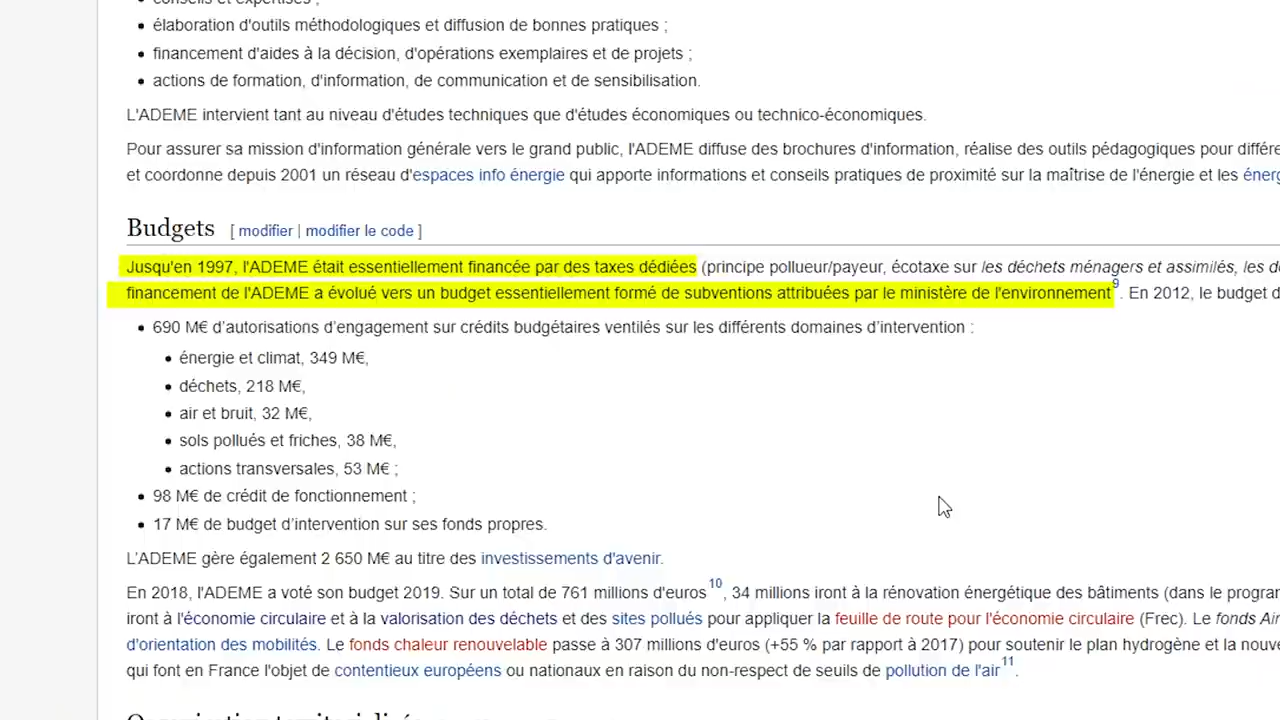 conseils et expertises ;
élaboration d'outils méthodologiques et diffusion de bonnes pratiques ;
financement d'aides à la décision, d'opérations exemplaires et de projets ;
actions de formation, d'information, de communication et de sensibilisation.
L'ADEME intervient tant au niveau d'études techniques que d'études économiques ou technico-économiques.
Pour assurer sa mission d'information générale vers le grand public, l'ADEME diffuse des brochures d'information, réalise des outils pédagogiques pour différe
et coordonne depuis 2001 un réseau d'espaces info énergie qui apporte informations et conseils pratiques de proximité sur la maîtrise de l'énergie et les énerg
Budgets [ modifier | modifier le code ]
Jusqu'en 1997, l'ADEME était essentiellement financée par des taxes dédiées (principe pollueur/payeur, écotaxe sur les déchets ménagers et assimilés, les d
financement de l'ADEME a évolué vers un budget essentiellement formé de subventions attribuées par le ministère de l'environnement9. En 2012, le budget d
690 M€ d'autorisations d'engagement sur crédits budgétaires ventilés sur les différents domaines d'intervention :
énergie et climat, 349 M€,
déchets, 218 M€,
air et bruit, 32 M€,
sols pollués et friches, 38 M€,
actions transversales, 53 M€ ;
98 M€ de crédit de fonctionnement ;
17 M€ de budget d'intervention sur ses fonds propres.
L'ADEME gère également 2 650 M€ au titre des investissements d'avenir.
En 2018, l'ADEME a voté son budget 2019. Sur un total de 761 millions d'euros10, 34 millions iront à la rénovation énergétique des bâtiments (dans le progran
iront à l'économie circulaire et à la valorisation des déchets et des sites pollués pour appliquer la feuille de route pour l'économie circulaire (Frec). Le fonds Air
d'orientation des mobilités. Le fonds chaleur renouvelable passe à 307 millions d'euros (+55 % par rapport à 2017) pour soutenir le plan hydrogène et la nouve
qui font en France l'objet de contentieux européens ou nationaux en raison du non-respect de seuils de pollution de l'air11.